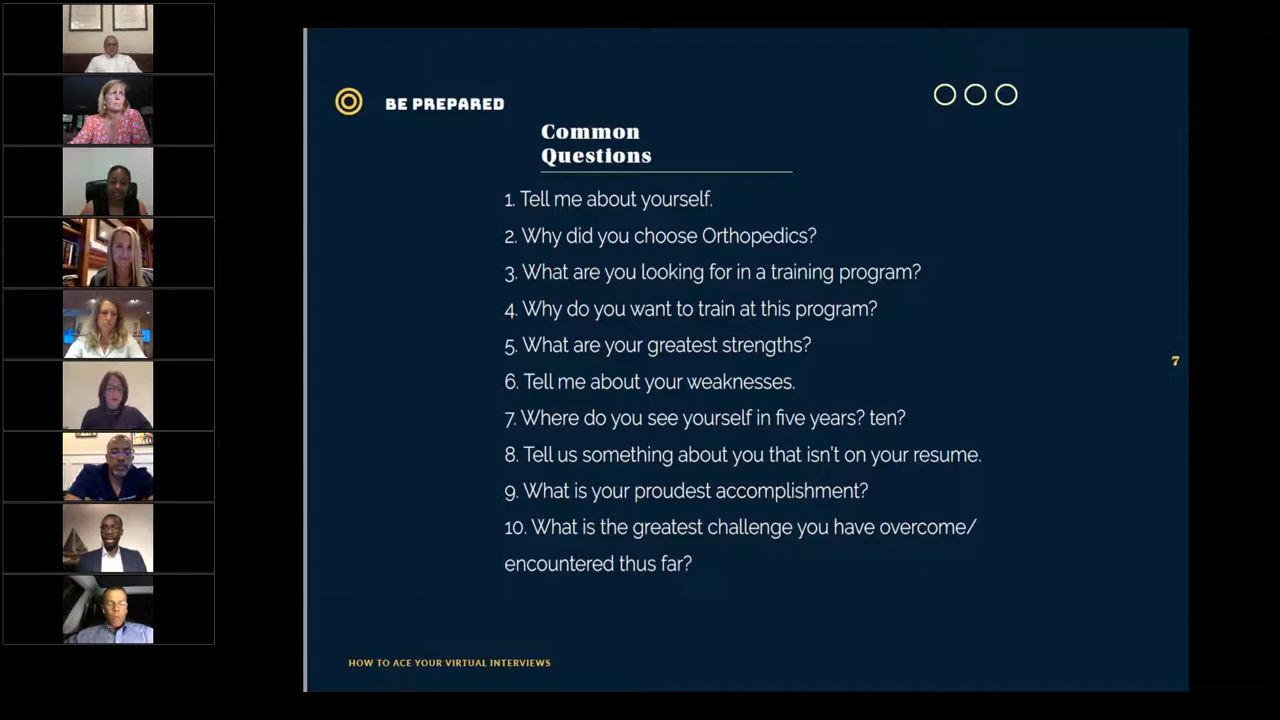 BE PREPARED
Common
Questions
1. Tell me about yourself.
2. Why did you choose Orthopedics?
3. What are you looking for in a training program?
4. Why do you want to train at this program?
5. What are your greatest strengths?
6. Tell me about your weaknesses.
7. Where do you see yourself in five years? ten?
8. Tell us something about you that isn't on your resume.
9. What is your proudest accomplishment?
10. What is the greatest challenge you have overcome/
encountered thus far?
7
HOW TO ACE YOUR VIRTUAL INTERVIEWS